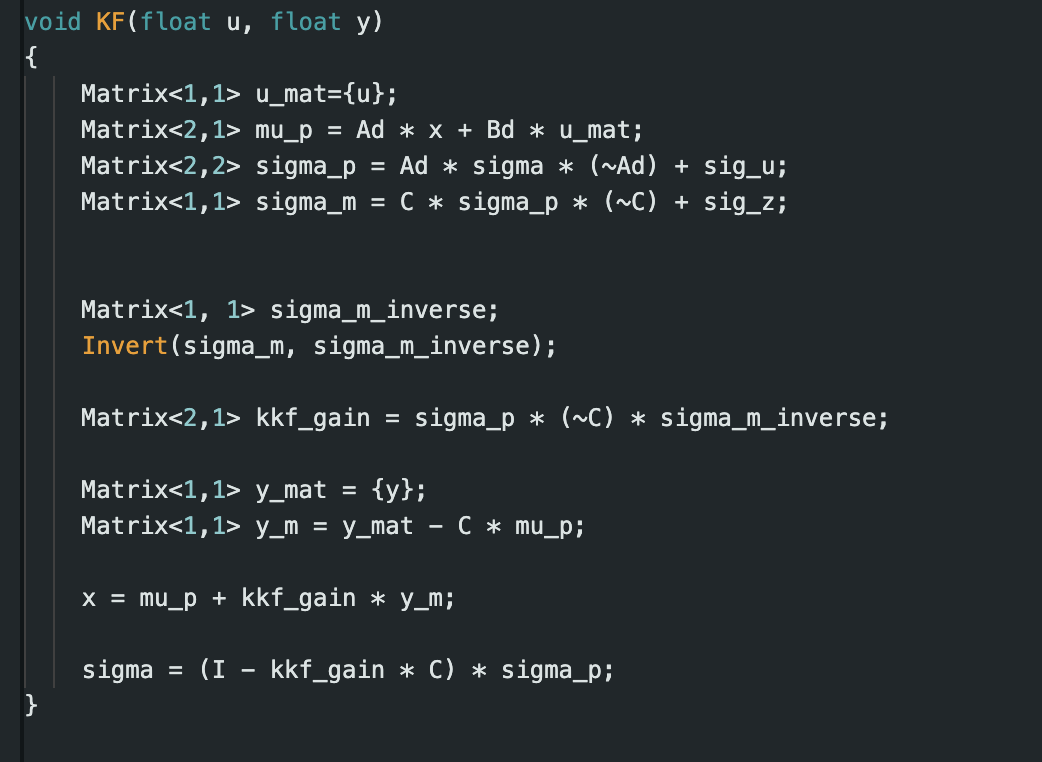 void KF(float u, float y)
{
    Matrix<1,1> u_mat={u};
    Matrix<2,1> mu_p = Ad * x + Bd * u_mat;
    Matrix<2,2> sigma_p = Ad * sigma * (~Ad) + sig_u;
    Matrix<1,1> sigma_m = C * sigma_p * (~C) + sig_z;
    Matrix<1, 1> sigma_m_inverse;
    Invert(sigma_m, sigma_m_inverse);
    Matrix<2,1> kkf_gain = sigma_p * (~C) * sigma_m_inverse;
    Matrix<1,1> y_mat = {y};
    Matrix<1,1> y_m = y_mat - C * mu_p;
    x = mu_p + kkf_gain * y_m;
    sigma = (I - kkf_gain * C) * sigma_p;
}